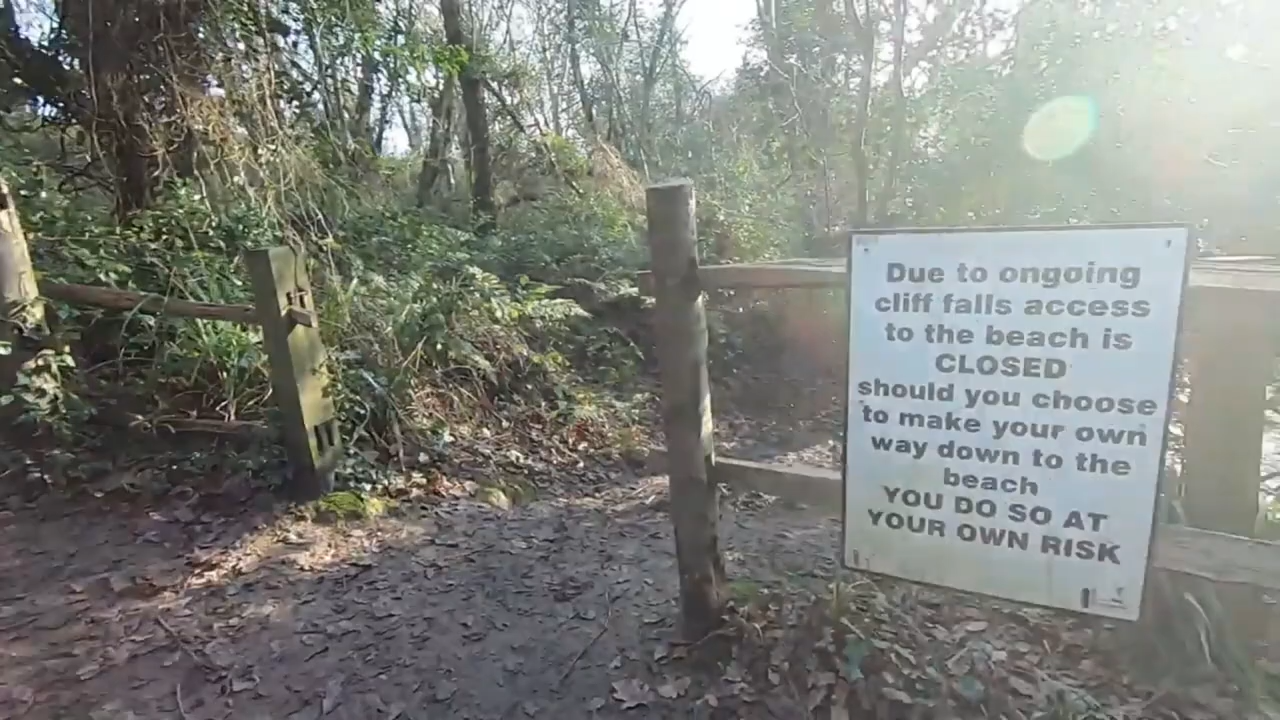 Due to ongoing
cliff falls access
to the beach is
CLOSED
should you choose
to make your own
way down to the
beach
YOU DO SO AT
YOUR OWN RISK